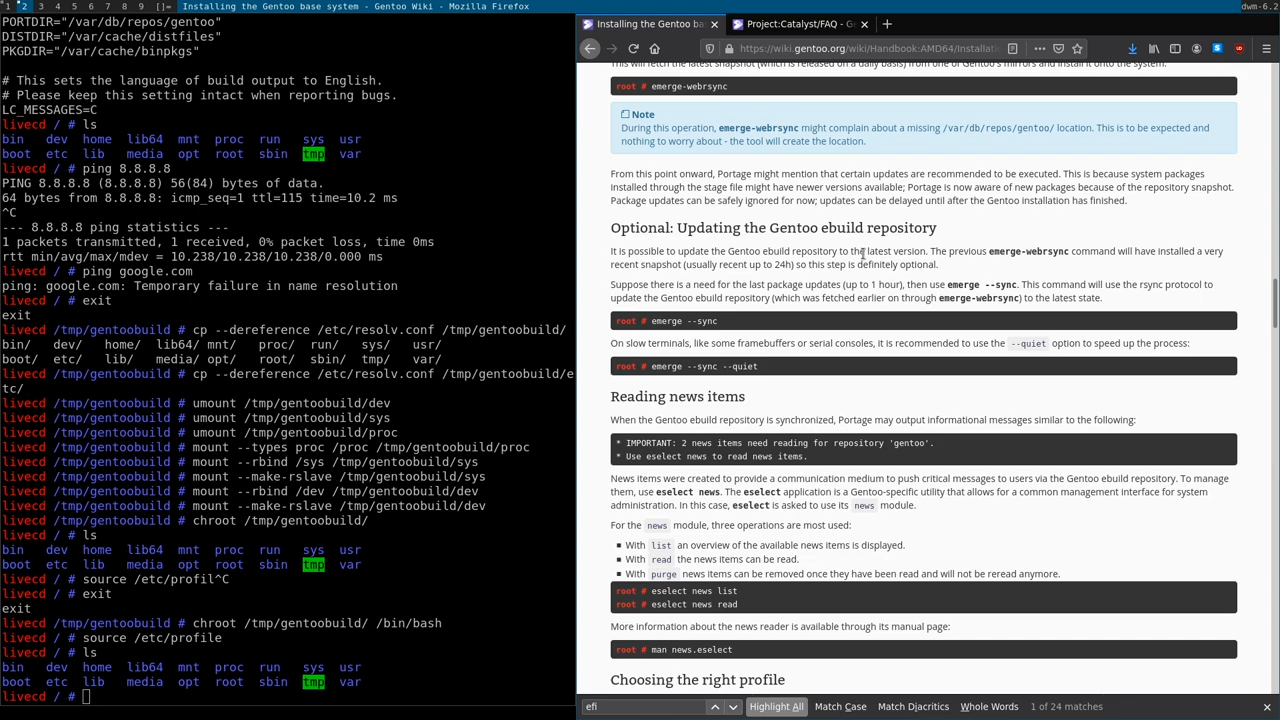 1 2 3 4 5 6 7 8 9 []= Installing the Gentoo base system - Gentoo Wiki - Mozilla Firefox dwm-6.2
PORTDIR="/var/db/repos/gentoo"
DISTDIR="/var/cache/distfiles"
PKGDIR="/var/cache/binpkgs"
# This sets the language of build output to English.
# Please keep this setting intact when reporting bugs.
LC_MESSAGES=C
livecd / # ls
bin dev home lib64 mnt proc run sys usr
boot etc lib media opt root sbin tmp var
livecd / # ping 8.8.8.8
PING 8.8.8.8 (8.8.8.8) 56(84) bytes of data.
64 bytes from 8.8.8.8: icmp_seq=1 ttl=115 time=10.2 ms
^C
--- 8.8.8.8 ping statistics ---
1 packets transmitted, 1 received, 0% packet loss, time 0ms
rtt min/avg/max/mdev = 10.238/10.238/10.238/0.000 ms
livecd / # ping google.com
ping: google.com: Temporary failure in name resolution
livecd / # exit
exit
livecd /tmp/gentoobuild # cp --dereference /etc/resolv.conf /tmp/gentoobuild/
bin/ dev/ home/ lib64/ mnt/ proc/ run/ sys/ usr/
boot/ etc/ lib/ media/ opt/ root/ sbin/ tmp/ var/
livecd /tmp/gentoobuild # cp --dereference /etc/resolv.conf /tmp/gentoobuild/e
tc/
livecd /tmp/gentoobuild # umount /tmp/gentoobuild/dev
livecd /tmp/gentoobuild # umount /tmp/gentoobuild/sys
livecd /tmp/gentoobuild # umount /tmp/gentoobuild/proc
livecd /tmp/gentoobuild # mount --types proc /proc /tmp/gentoobuild/proc
livecd /tmp/gentoobuild # mount --rbind /sys /tmp/gentoobuild/sys
livecd /tmp/gentoobuild # mount --make-rslave /tmp/gentoobuild/sys
livecd /tmp/gentoobuild # mount --rbind /dev /tmp/gentoobuild/dev
livecd /tmp/gentoobuild # mount --make-rslave /tmp/gentoobuild/dev
livecd /tmp/gentoobuild # chroot /tmp/gentoobuild/
livecd / # ls
bin dev home lib64 mnt proc run sys usr
boot etc lib media opt root sbin tmp var
livecd / # source /etc/profil^C
livecd / # exit
exit
livecd /tmp/gentoobuild # chroot /tmp/gentoobuild/ /bin/bash
livecd / # source /etc/profile
livecd / # ls
bin dev home lib64 mnt proc run sys usr
boot etc lib media opt root sbin tmp var
livecd / #
Installing the Gentoo ba
Project:Catalyst/FAQ - G
https://wiki.gentoo.org/wiki/Handbook:AMD64/Installati
This will fetch the latest snapshot (which is released on a daily basis) from one of Gentoo's mirrors and install it onto the system.
root # emerge-webrsync
Note
During this operation, emerge-webrsync might complain about a missing /var/db/repos/gentoo/ location. This is to be expected and
nothing to worry about - the tool will create the location.
From this point onward, Portage might mention that certain updates are recommended to be executed. This is because system packages
installed through the stage file might have newer versions available; Portage is now aware of new packages because of the repository snapshot.
Package updates can be safely ignored for now; updates can be delayed until after the Gentoo installation has finished.
Optional: Updating the Gentoo ebuild repository
It is possible to update the Gentoo ebuild repository to the latest version. The previous emerge-webrsync command will have installed a very
recent snapshot (usually recent up to 24h) so this step is definitely optional.
Suppose there is a need for the last package updates (up to 1 hour), then use emerge --sync. This command will use the rsync protocol to
update the Gentoo ebuild repository (which was fetched earlier on through emerge-webrsync) to the latest state.
root # emerge --sync
On slow terminals, like some framebuffers or serial consoles, it is recommended to use the --quiet option to speed up the process:
root # emerge --sync --quiet
Reading news items
When the Gentoo ebuild repository is synchronized, Portage may output informational messages similar to the following:
* IMPORTANT: 2 news items need reading for repository 'gentoo'.
* Use eselect news to read news items.
News items were created to provide a communication medium to push critical messages to users via the Gentoo ebuild repository. To manage
them, use eselect news. The eselect application is a Gentoo-specific utility that allows for a common management interface for system
administration. In this case, eselect is asked to use its news module.
For the news module, three operations are most used:
With list an overview of the available news items is displayed.
With read the news items can be read.
With purge news items can be removed once they have been read and will not be reread anymore.
root # eselect news list
root # eselect news read
More information about the news reader is available through its manual page:
root # man news.eselect
Choosing the right profile
efi
Highlight All Match Case Match Diacritics Whole Words 1 of 24 matches